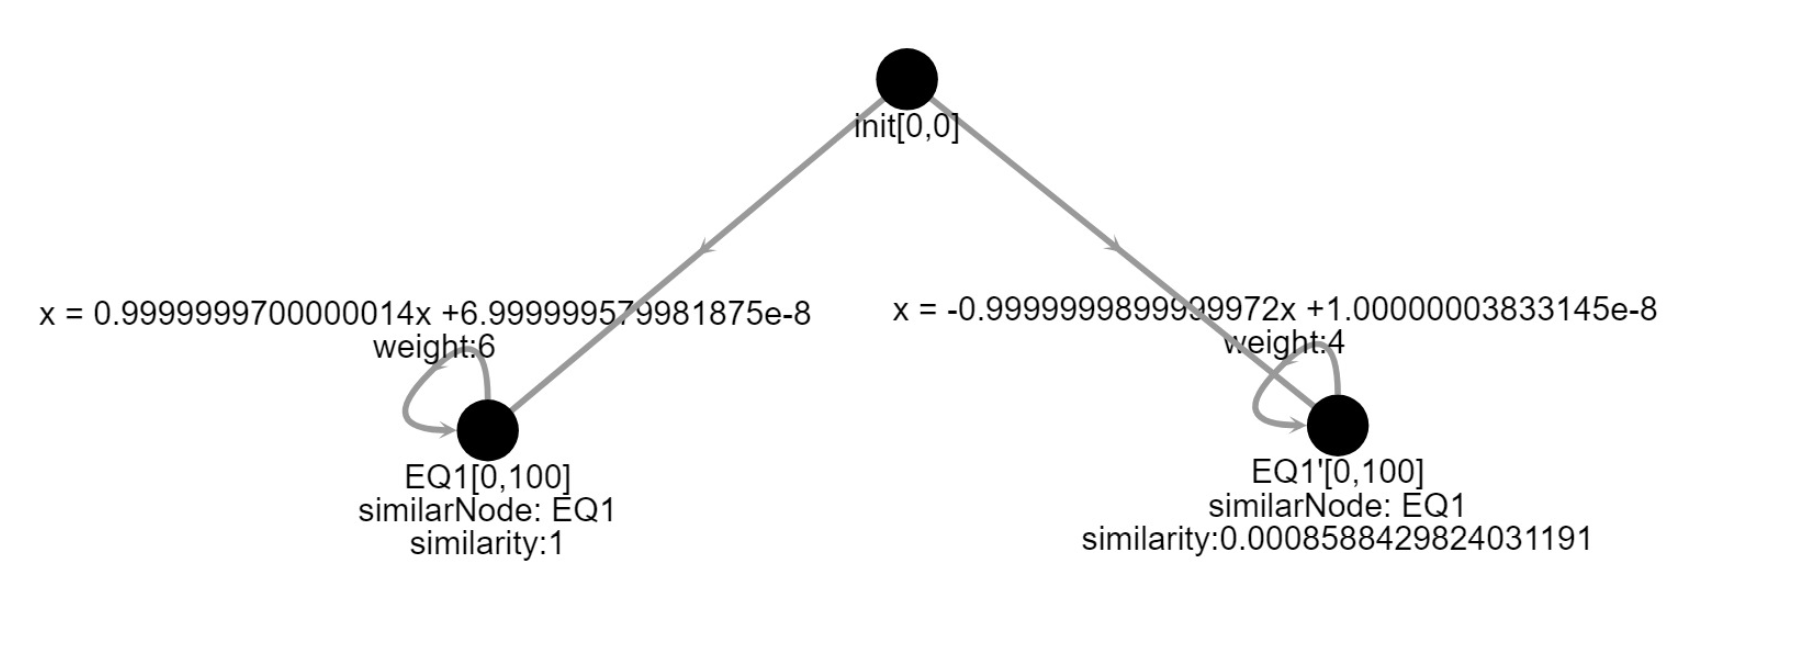 init[0,0]
x = 0.9999999700000014x +6.999999579981875e-8
weight:6
x = -0.9999999899999972x +1.00000003833145e-8
weight:4
EQ1[0,100]
similarNode: EQ1
similarity:1
EQ1'[0,100]
similarNode: EQ1
similarity:0.0008588429824031191